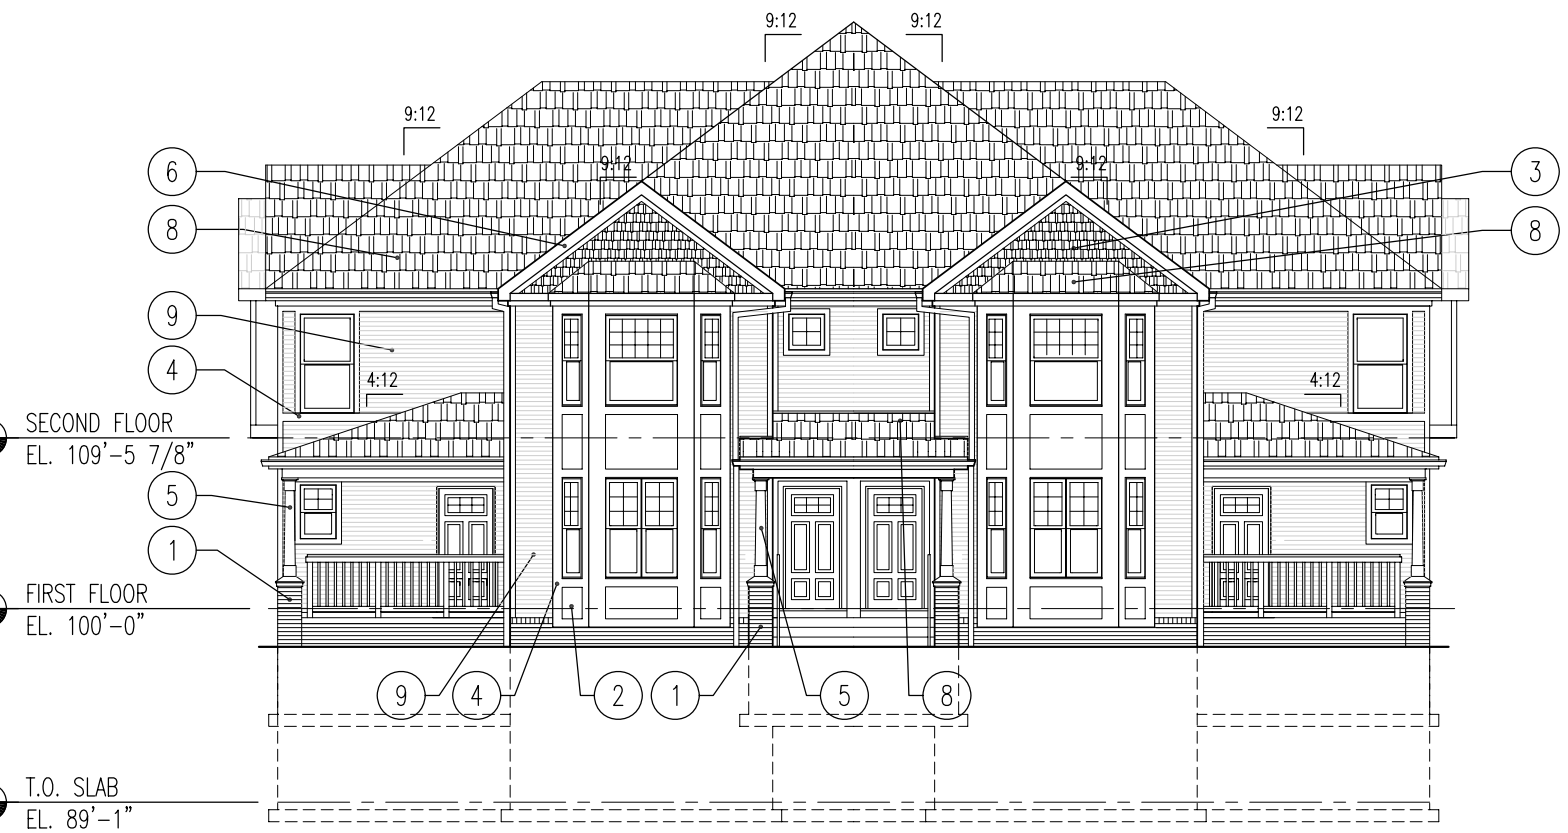 9:12 9:12
9:12 9:12
9:12 9:12
6 3
8 8
9
4
4:12 4:12
SECOND FLOOR
EL. 109'-5 7/8"
5
1
FIRST FLOOR
EL. 100'-0"
9 4 2 1 5 8
T.O. SLAB
EL. 89'-1"